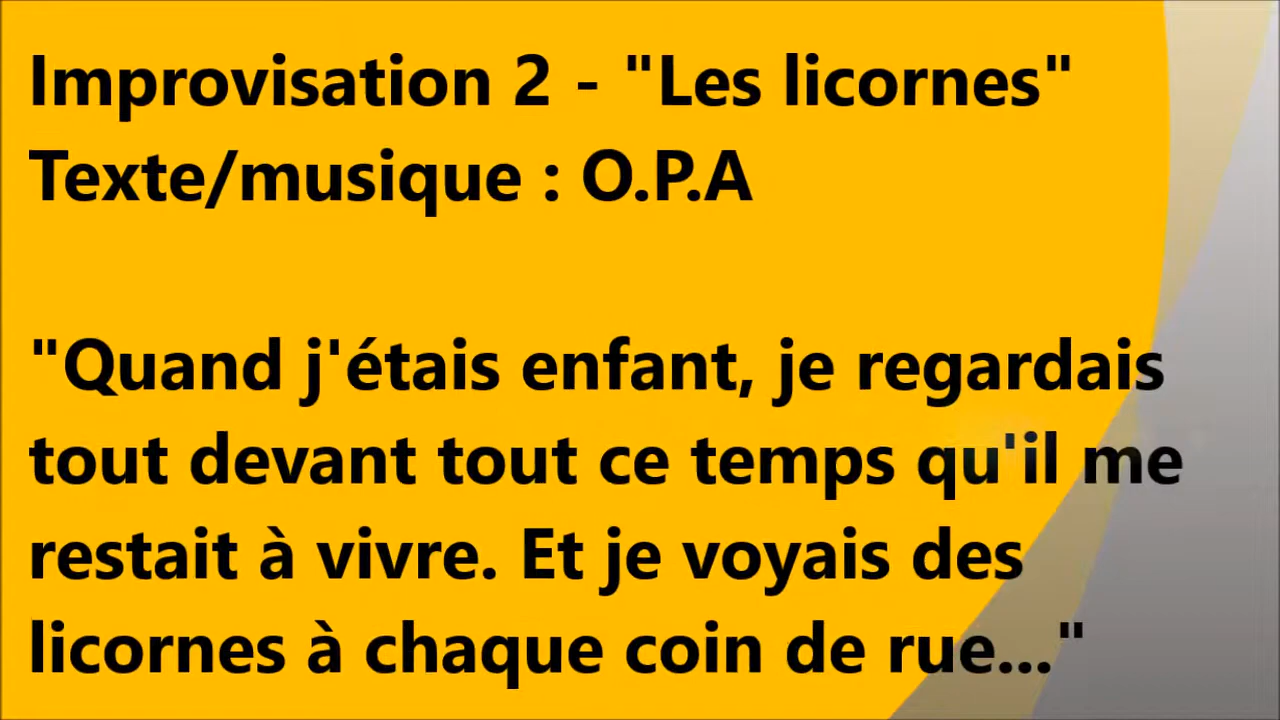 Improvisation 2 - "Les licornes"
Texte/musique : O.P.A
"Quand j'étais enfant, je regardais
tout devant tout ce temps qu'il me
restait à vivre. Et je voyais des
licornes à chaque coin de rue..."